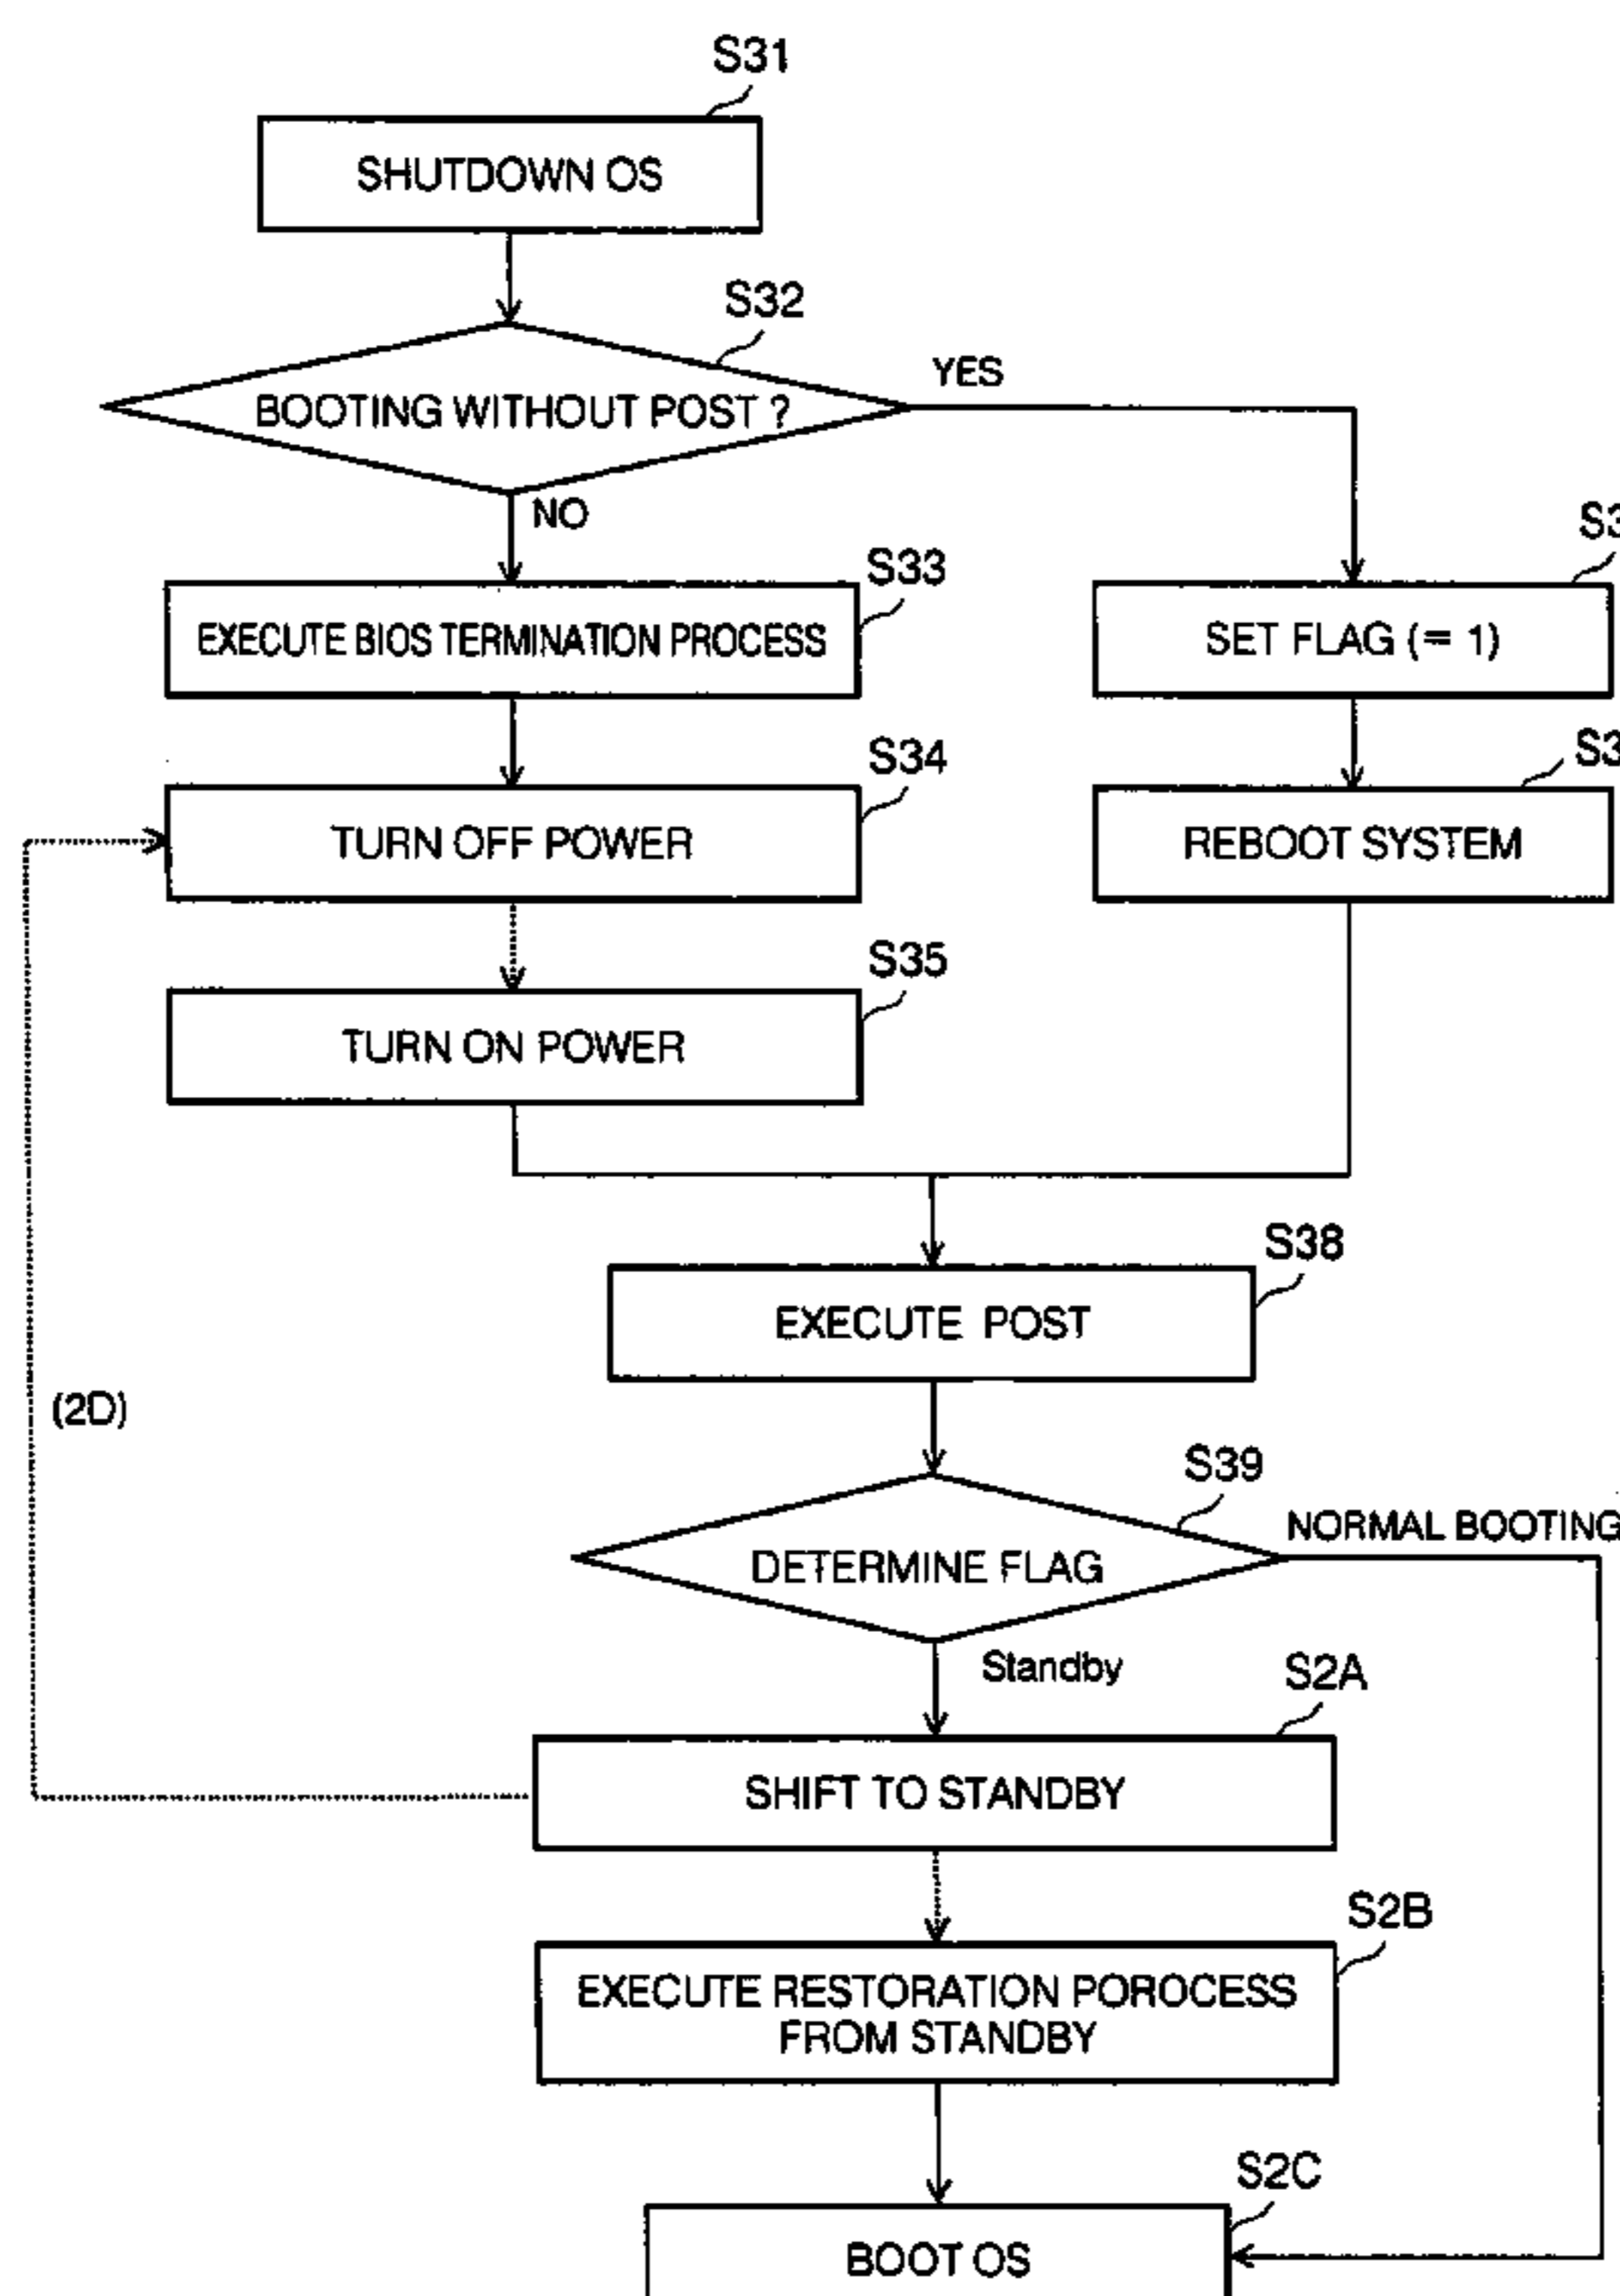 S31
SHUTDOWN OS
S32
BOOTING WITHOUT POST ?
YES
NO
S33
EXECUTE BIOS TERMINATION PROCESS
S3
SET FLAG (= 1)
S34
TURN OFF POWER
S3
REBOOT SYSTEM
S35
TURN ON POWER
S38
EXECUTE POST
(2D)
S39
DETERMINE FLAG
NORMAL BOOTING
Standby
S2A
SHIFT TO STANDBY
S2B
EXECUTE RESTORATION POROCESS
FROM STANDBY
S2C
BOOT OS